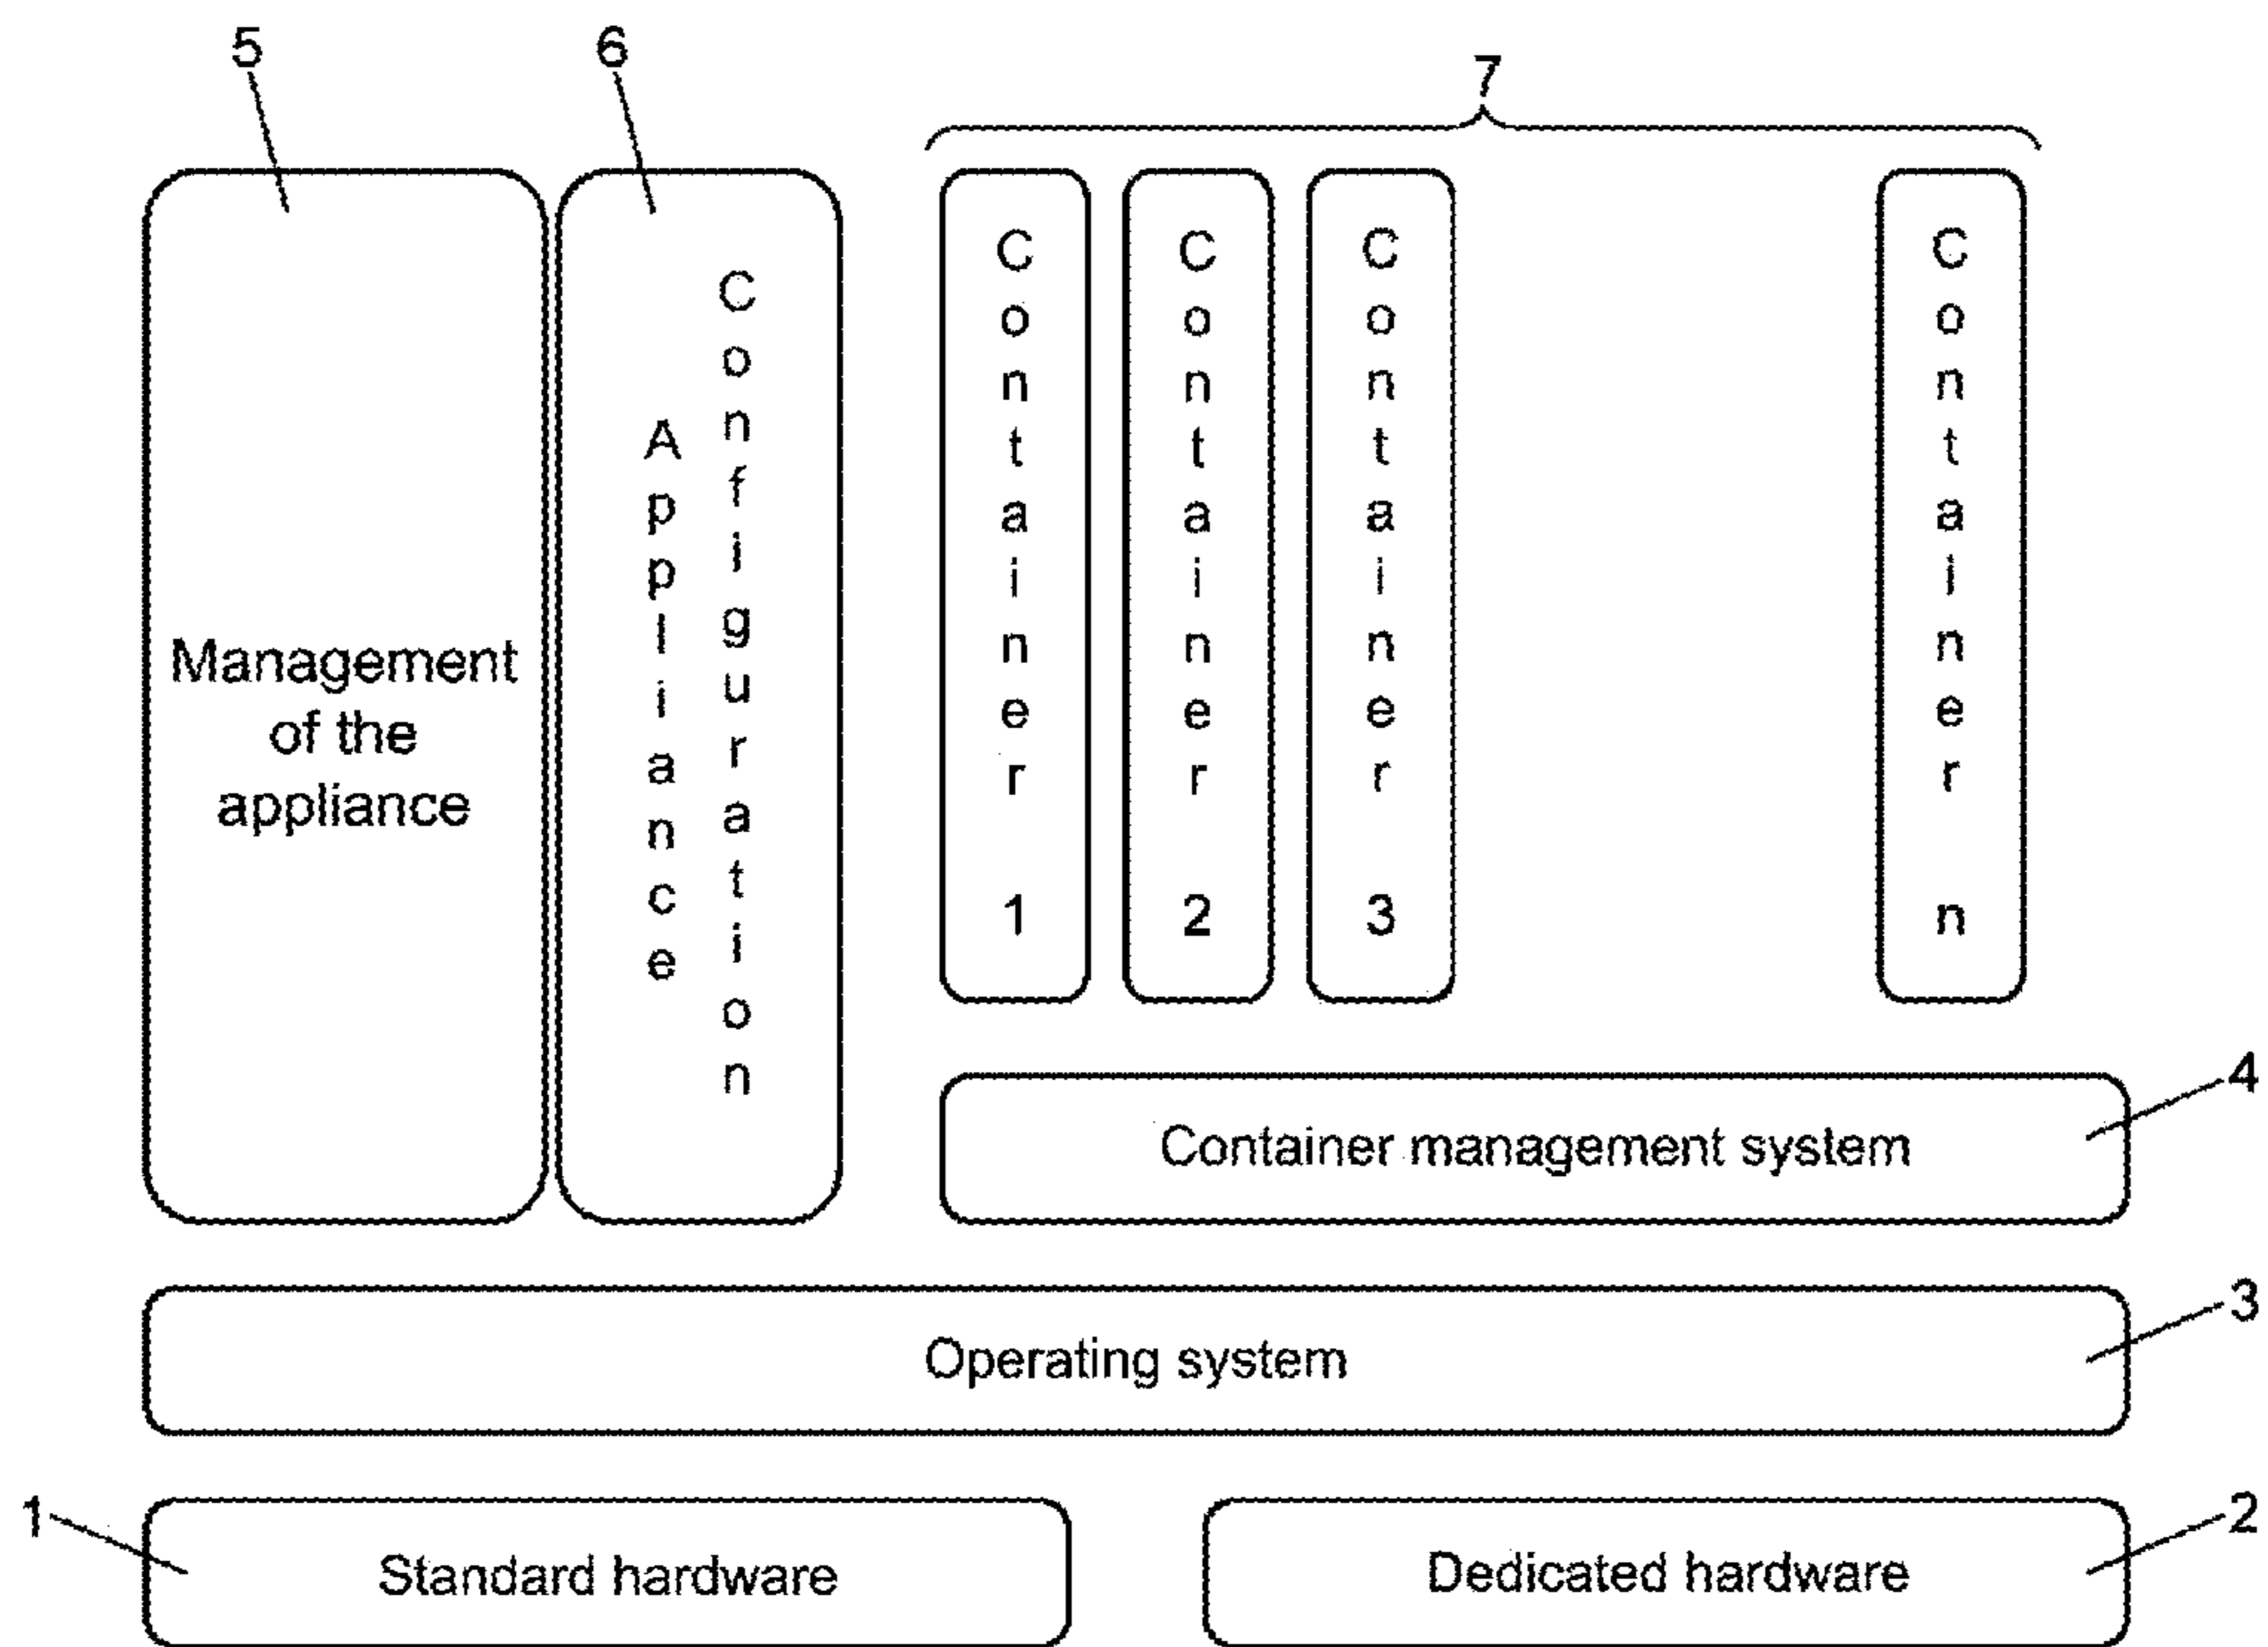 5
6
7
Management
of the
appliance
Appliance
Configuration
Container 1
Container 2
Container 3
Container n
4
Container management system
3
Operating system
1
Standard hardware
2
Dedicated hardware